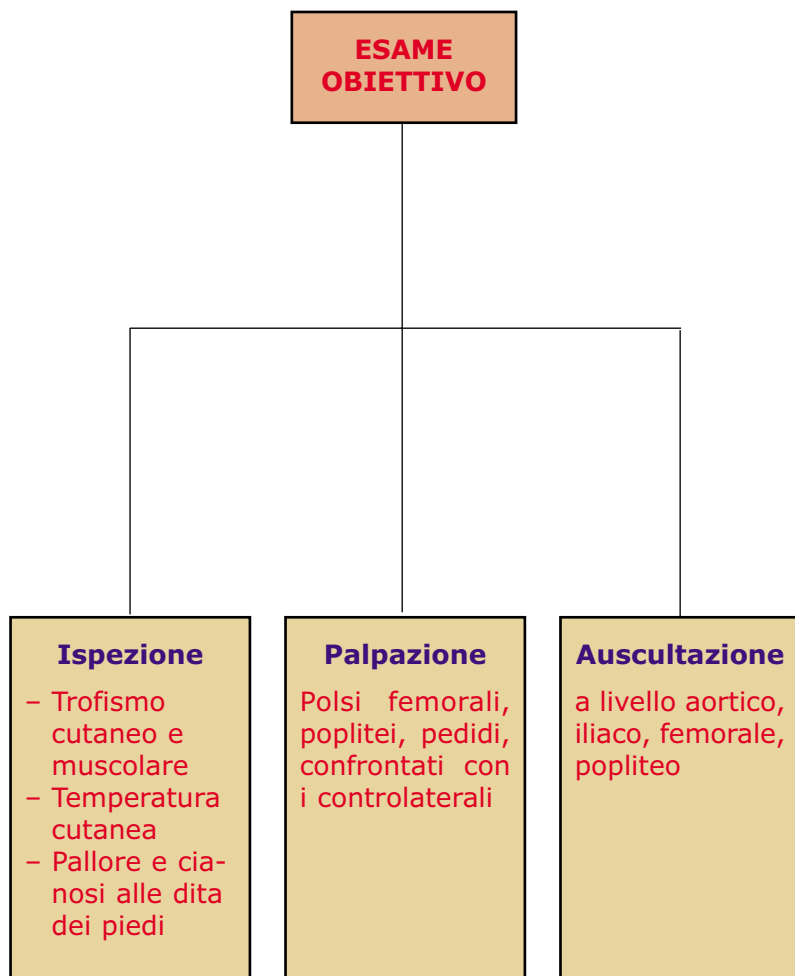 ESAME
OBIETTIVO
Ispezione
– Trofismo
cutaneo e
muscolare
– Temperatura
cutanea
– Pallore e cia-
nosi alle dita
dei piedi
Palpazione
Polsi femorali,
poplitei, pedidi,
confrontati con
i controlaterali
Auscultazione
a livello aortico,
iliaco, femorale,
popliteo